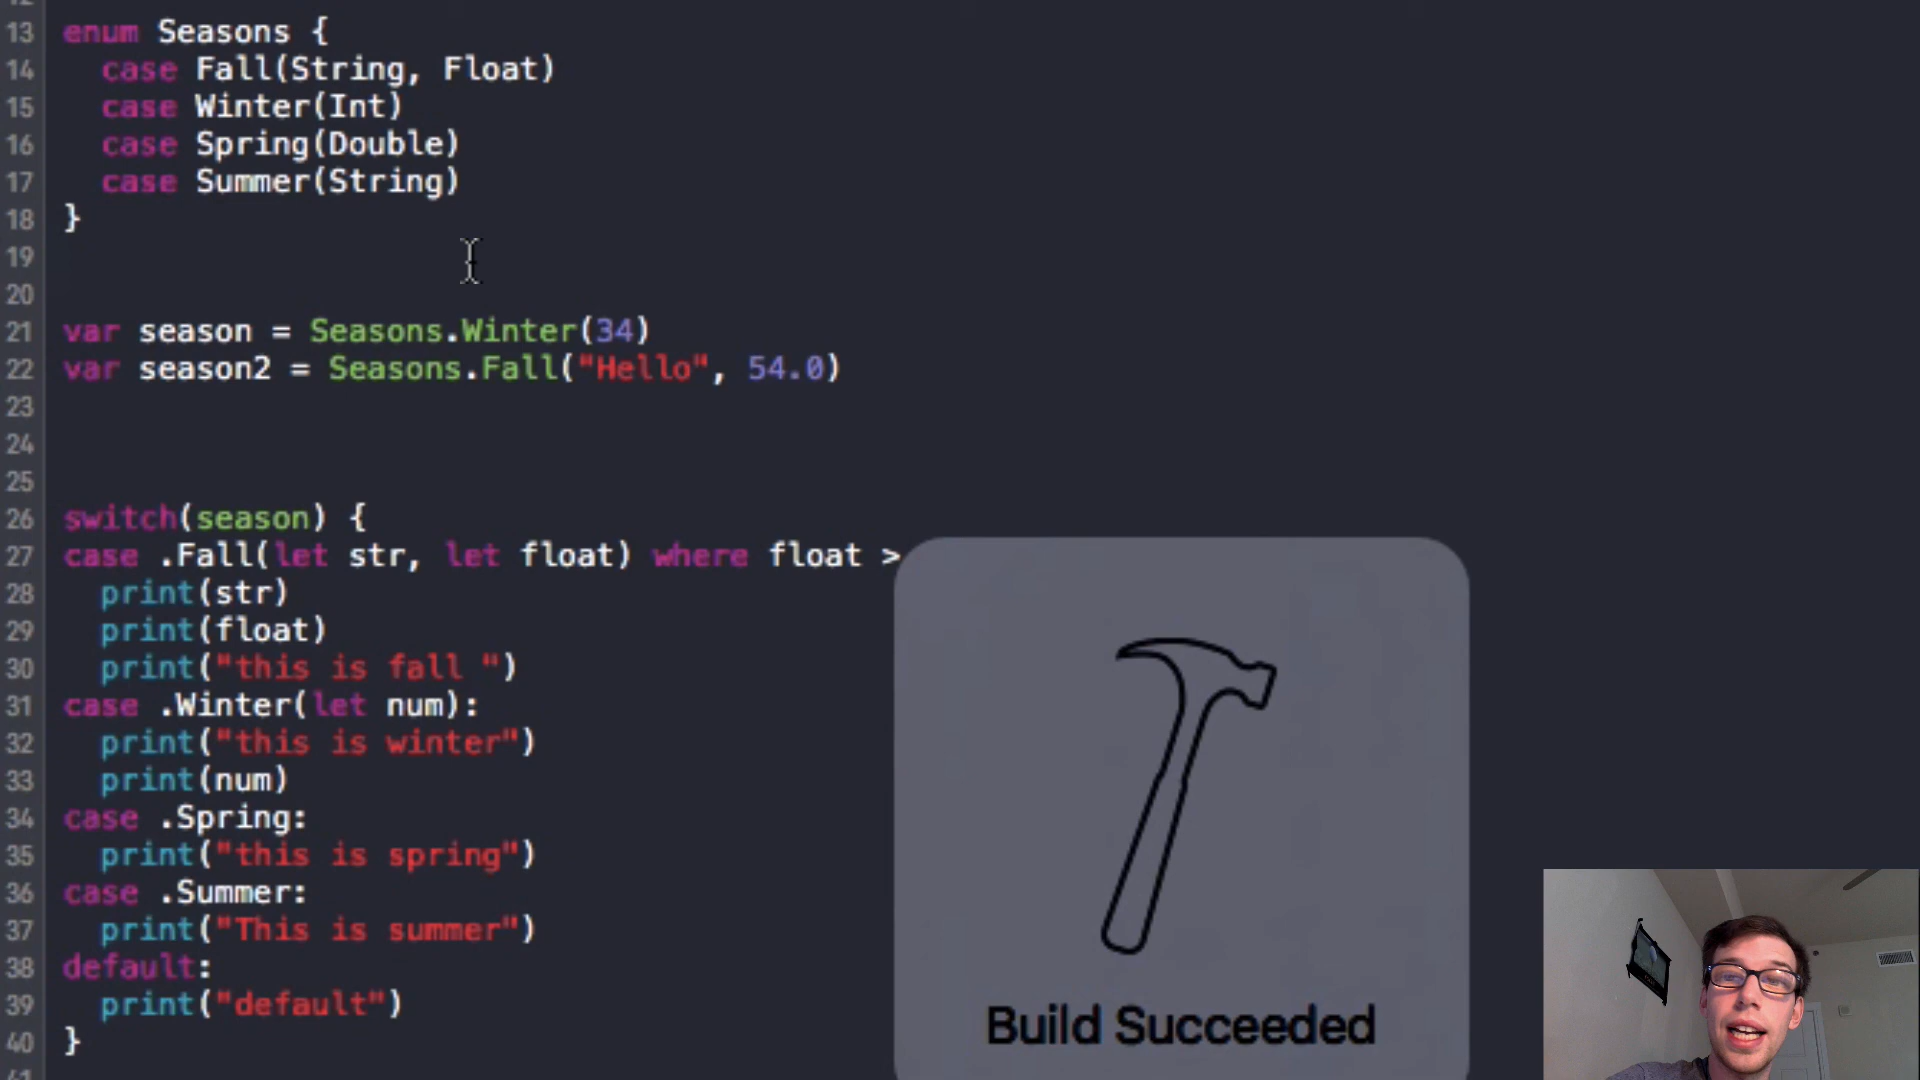 13 enum Seasons {
14 case Fall(String, Float)
15 case Winter(Int)
16 case Spring(Double)
17 case Summer(String)
18 }
19
20
21 var season = Seasons.Winter(34)
22 var season2 = Seasons.Fall("Hello", 54.0)
23
24
25
26 switch(season) {
27 case .Fall(let str, let float) where float >
28 print(str)
29 print(float)
30 print("this is fall ")
31 case .Winter(let num):
32 print("this is winter")
33 print(num)
34 case .Spring:
35 print("this is spring")
36 case .Summer:
37 print("This is summer")
38 default:
39 print("default")
40 }
Build Succeeded